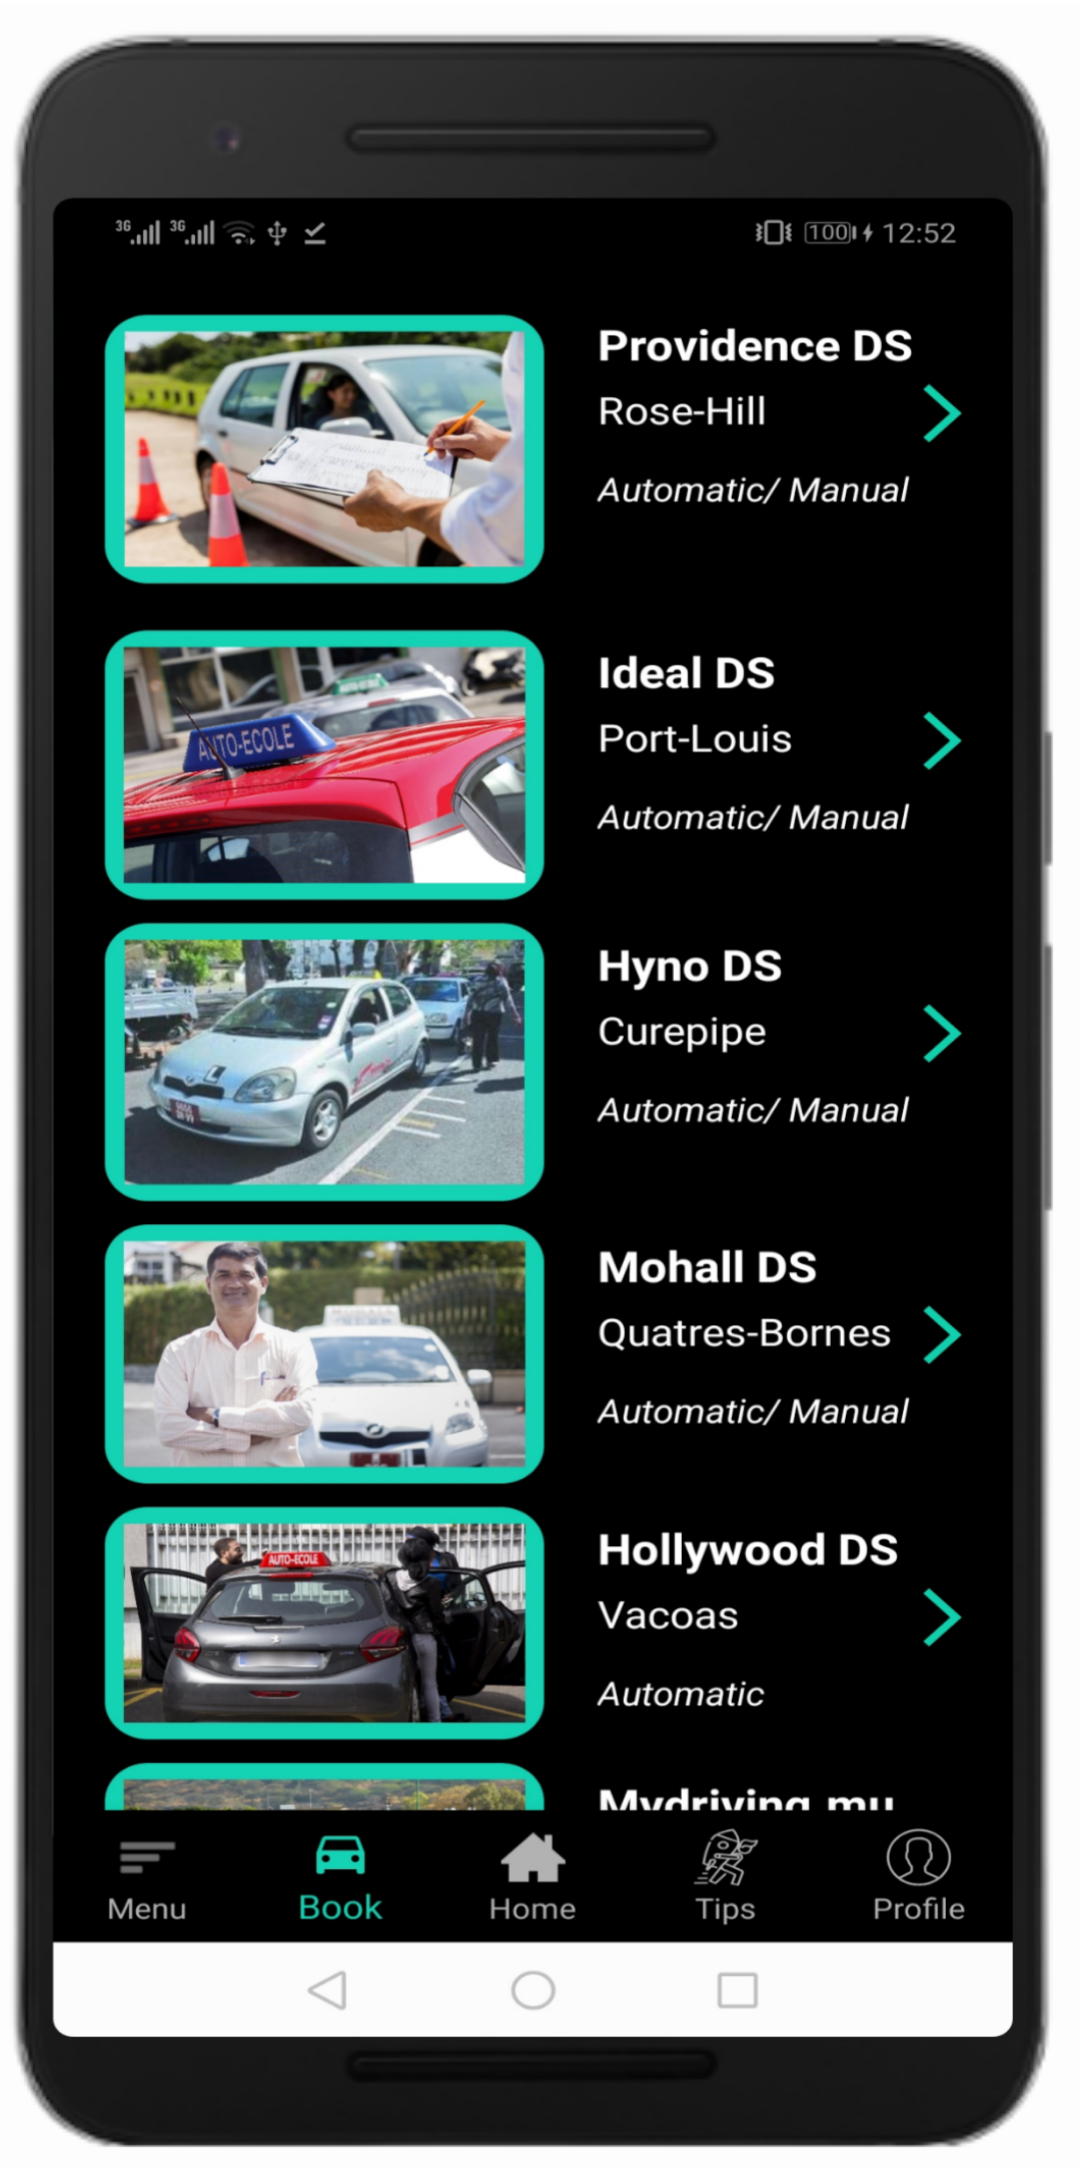 3G 3G 100 12:52
Providence DS
Rose-Hill
Automatic/ Manual
AUTO-ECOLE
Ideal DS
Port-Louis
Automatic/ Manual
Hyno DS
Curepipe
Automatic/ Manual
L
Mohall DS
Quatres-Bornes
Automatic/ Manual
AUTO-ECOLE
Hollywood DS
Vacoas
Automatic
Mydriving.mu
Menu Book Home Tips Profile